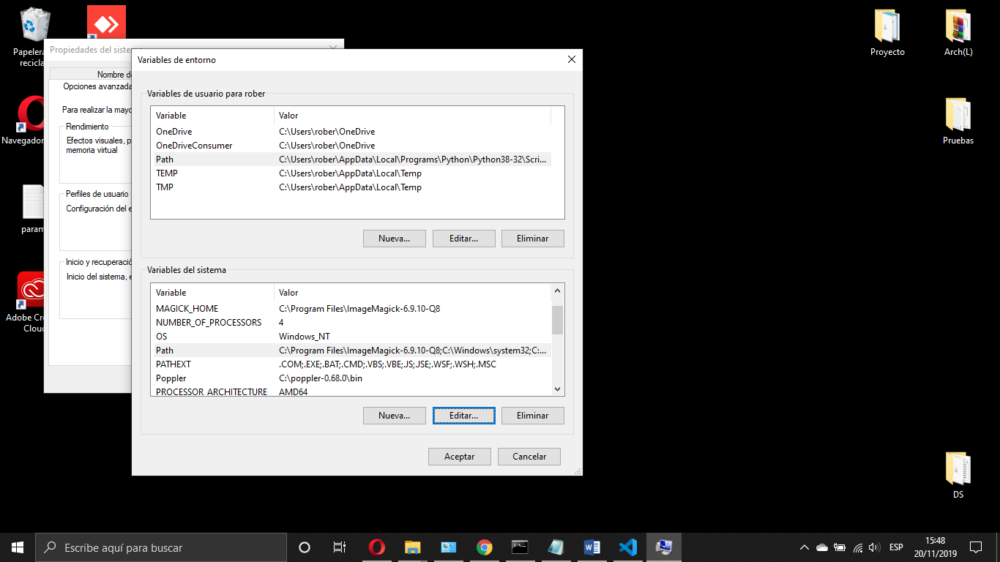 Papelera
recicla
Navegador
param
Adobe Cre
Cloud
Propiedades del siste
Nombre de
Opciones avanzada
Para realizar la mayo
Rendimiento
Efectos visuales, p
memoria virtual
Perfiles de usuario
Configuración del e
Inicio y recuperació
Inicio del sistema, e
Variables de entorno
Variables de usuario para rober
Variable Valor
OneDrive C:\Users\rober\OneDrive
OneDriveConsumer C:\Users\rober\OneDrive
Path C:\Users\rober\AppData\Local\Programs\Python\Python38-32\Scri...
TEMP C:\Users\rober\AppData\Local\Temp
TMP C:\Users\rober\AppData\Local\Temp
Nueva... Editar... Eliminar
Variables del sistema
Variable Valor
MAGICK_HOME C:\Program Files\ImageMagick-6.9.10-Q8
NUMBER_OF_PROCESSORS 4
OS Windows_NT
Path C:\Program Files\ImageMagick-6.9.10-Q8;C:\Windows\system32;C:...
PATHEXT .COM;.EXE;.BAT;.CMD;.VBS;.VBE;.JS;.JSE;.WSF;.WSH;.MSC
Poppler C:\poppler-0.68.0\bin
PROCESSOR_ARCHITECTURE AMD64
Nueva... Editar... Eliminar
Aceptar Cancelar
Proyecto
Arch(L)
Pruebas
DS
Escribe aquí para buscar
ESP
15:48
20/11/2019